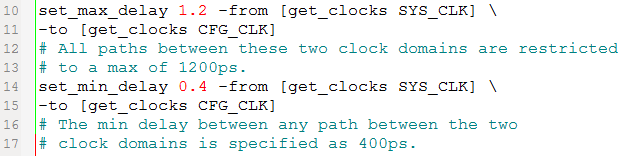 10 set_max_delay 1.2 -from [get_clocks SYS_CLK] \
11 -to [get_clocks CFG_CLK]
12 # All paths between these two clock domains are restricted
13 # to a max of 1200ps.
14 set_min_delay 0.4 -from [get_clocks SYS_CLK] \
15 -to [get_clocks CFG_CLK]
16 # The min delay between any path between the two
17 # clock domains is specified as 400ps.